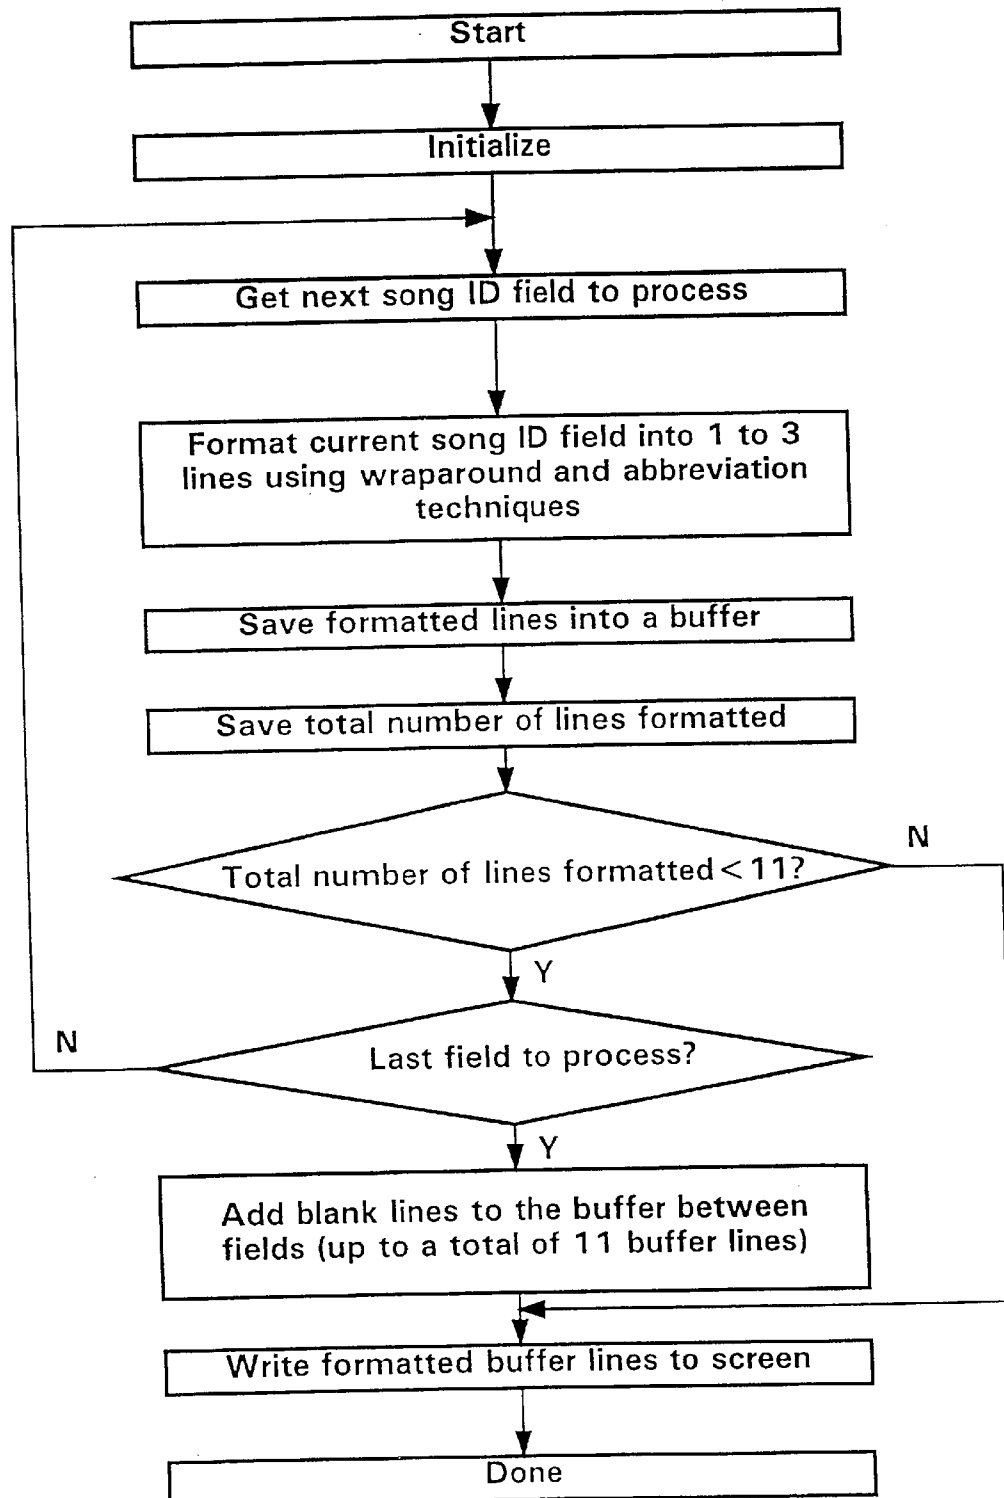 Start
Initialize
Get next song ID field to process
Format current song ID field into 1 to 3
lines using wraparound and abbreviation
techniques
Save formatted lines into a buffer
Save total number of lines formatted
N
Total number of lines formatted < 11?
Y
N
Last field to process?
Y
Add blank lines to the buffer between
fields (up to a total of 11 buffer lines)
Write formatted buffer lines to screen
Done